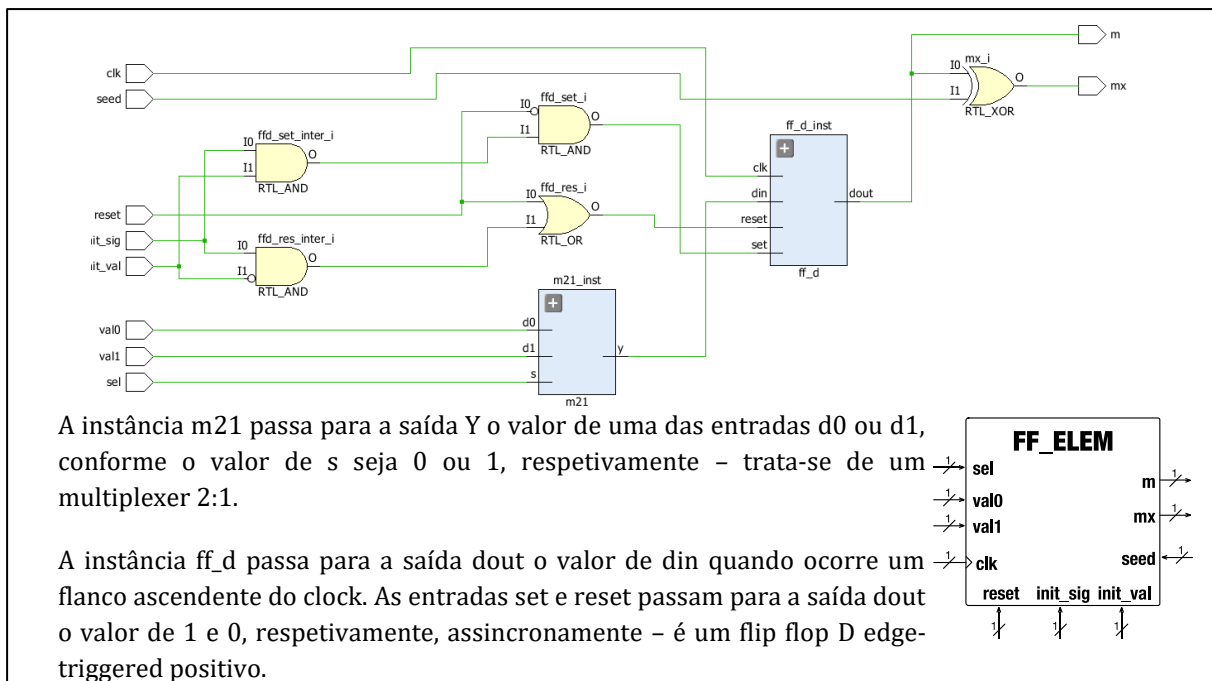 m
clk
seed
I0
mx_i
O
I1
mx
RTL_XOR
I0
ffd_set_i
O
I1
RTL_AND
ffd_set_inter_i
I0
O
I1
RTL_AND
ff_d_inst
clk
din
dout
reset
set
ff_d
ffd_res_i
I0
O
I1
RTL_OR
reset
it_sig
it_val
ffd_res_inter_i
I0
O
I1
RTL_AND
m21_inst
val0
d0
val1
d1
y
sel
s
m21
A instância m21 passa para a saída Y o valor de uma das entradas d0 ou d1,
conforme o valor de s seja 0 ou 1, respetivamente – trata-se de um
multiplexer 2:1.
A instância ff_d passa para a saída dout o valor de din quando ocorre um
flanco ascendente do clock. As entradas set e reset passam para a saída dout
o valor de 1 e 0, respetivamente, assincronamente – é um flip flop D edge-
triggered positivo.
FF_ELEM
1 sel
m 1
1 val0
mx 1
1 val1
1 clk
seed 1
reset init_sig init_val
1 1 1